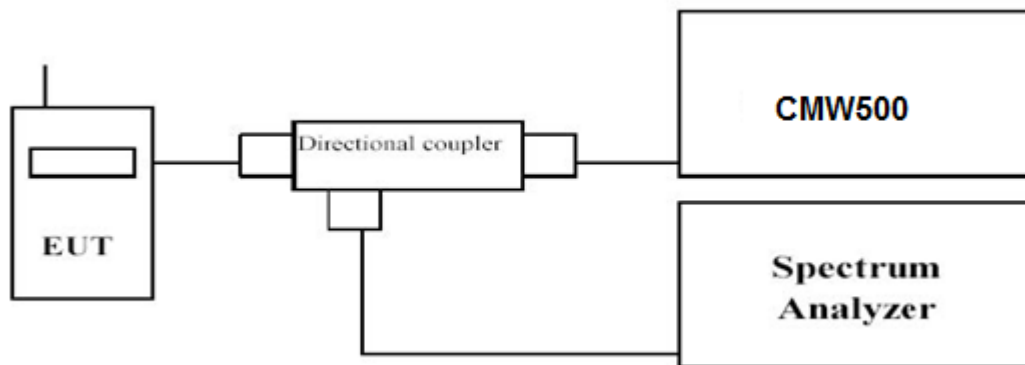 CMW500
Directional coupler
EUT
Spectrum
Analyzer